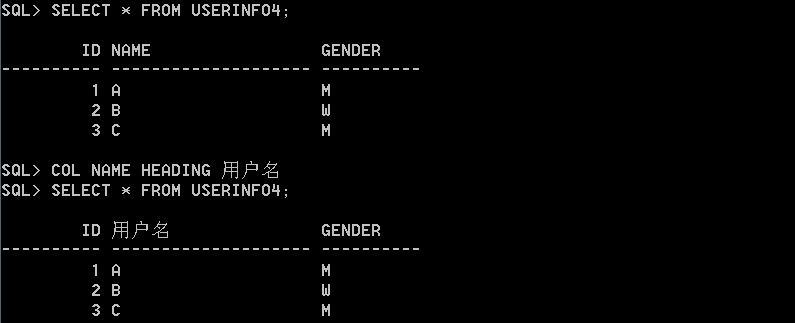 SQL> SELECT * FROM USERINFO4;
        ID NAME                 GENDER
---------- -------------------- ----------
         1 A                    M
         2 B                    W
         3 C                    M
SQL> COL NAME HEADING 用户名
SQL> SELECT * FROM USERINFO4;
        ID 用户名               GENDER
---------- -------------------- ----------
         1 A                    M
         2 B                    W
         3 C                    M